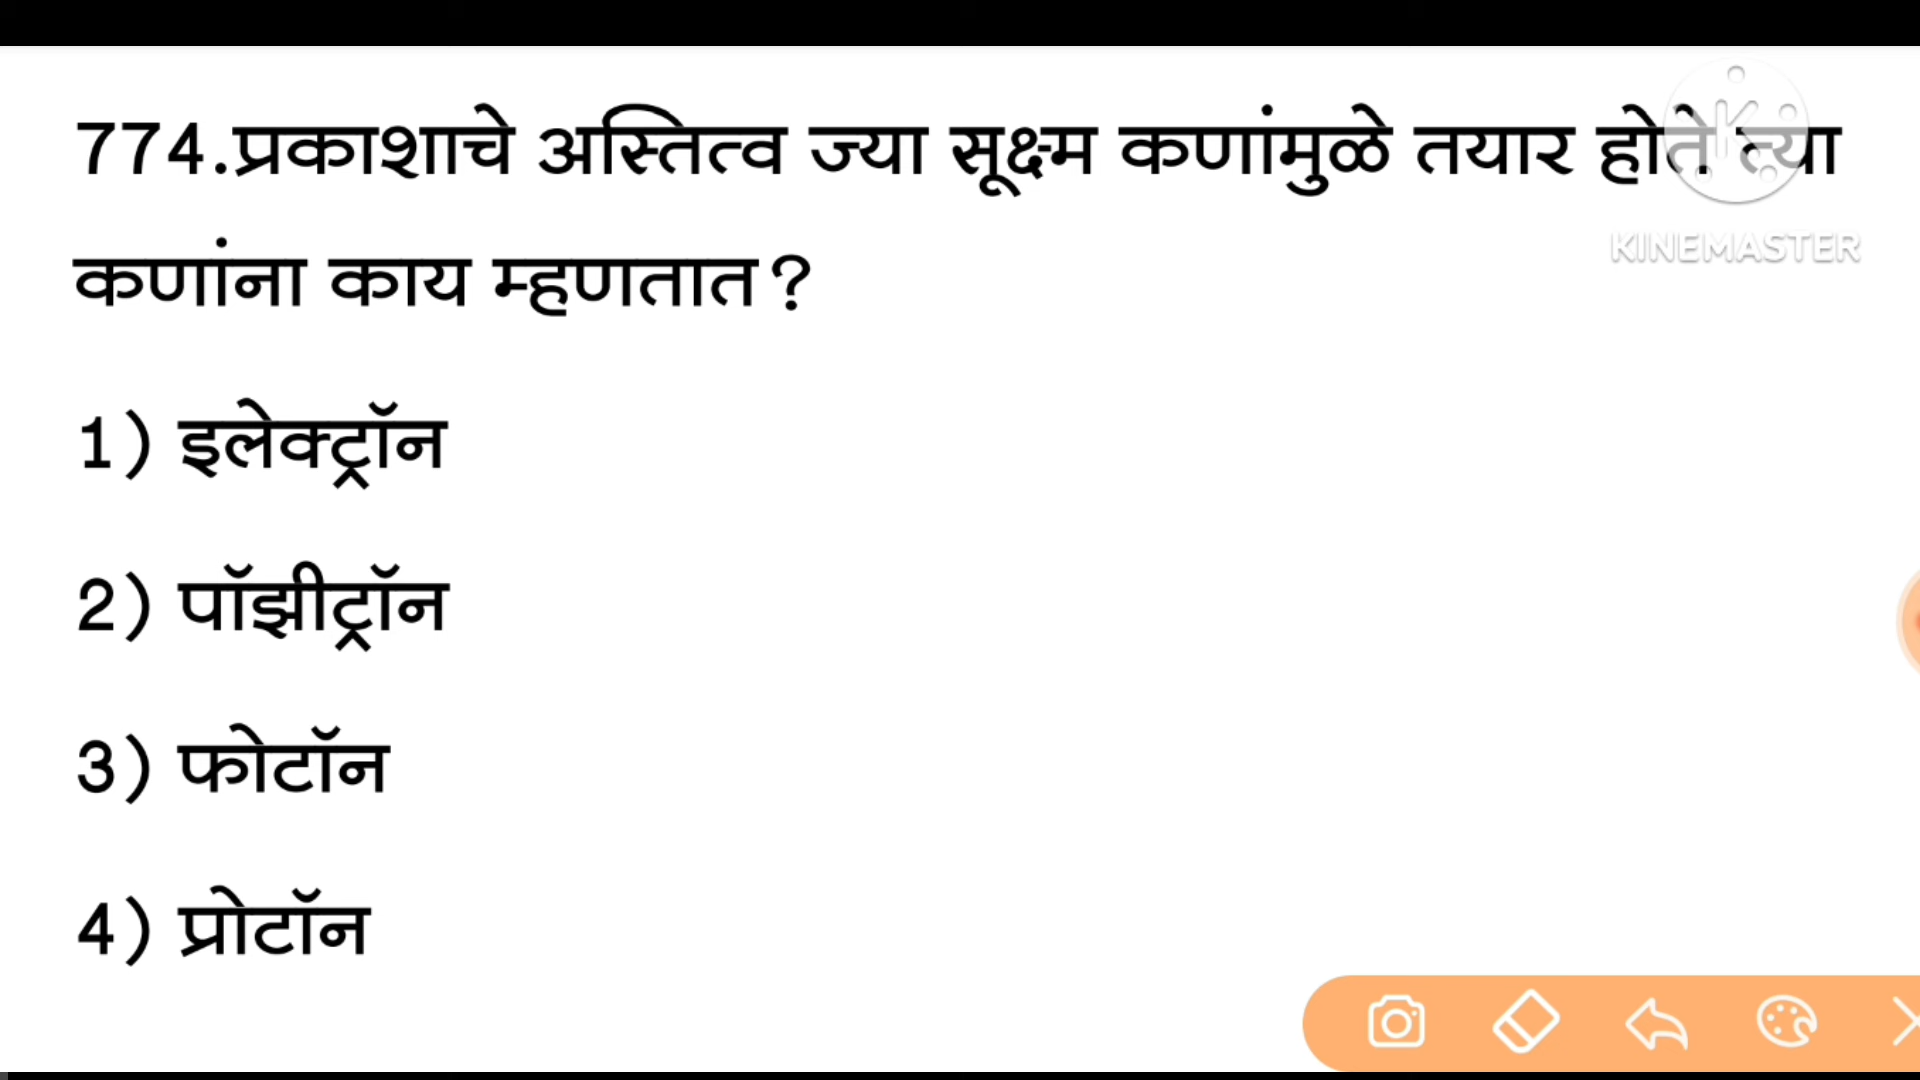 774.प्रकाशाचे अस्तित्व ज्या सूक्ष्म कणांमुळे तयार होते त्या
कणांना काय म्हणतात?
KINEMASTER
1) इलेक्ट्रॉन
2) पॉझीट्रॉन
3) फोटॉन
4) प्रोटॉन